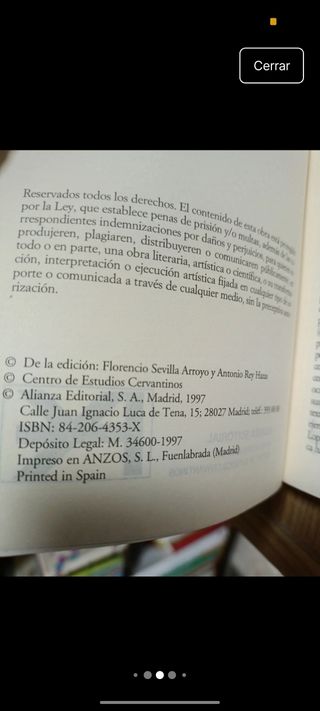 Cerrar
Reservados todos los derechos. El contenido de esta obra está protegido
por la Ley, que establece penas de prisión y/o multas, además de las
rrespondientes indemnizaciones por daños y perjuicios, para quienes
produjeren, plagiaren, distribuyeren o comunicaren públicamente, en
todo o en parte, una obra literaria, artística o científica, o su transforma-
ción, interpretación o ejecución artística fijada en cualquier tipo de so-
porte o comunicada a través de cualquier medio, sin la preceptiva auto-
rización.
© De la edición: Florencio Sevilla Arroyo y Antonio Rey Hazas
© Centro de Estudios Cervantinos
© Alianza Editorial, S. A., Madrid, 1997
Calle Juan Ignacio Luca de Tena, 15; 28027 Madrid; teléf.:
ISBN: 84-206-4353-X
Depósito Legal: M. 34600-1997
Impreso en ANZOS, S. L., Fuenlabrada (Madrid)
Printed in Spain